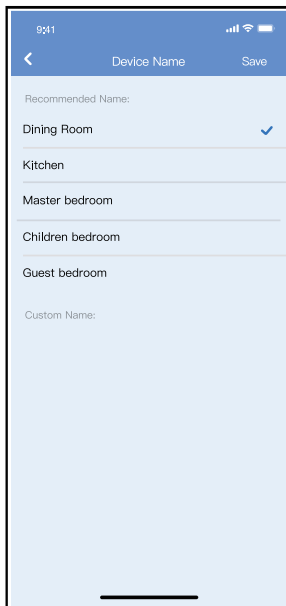 9:41
Device Name
Save
Recommended Name:
Dining Room
Kitchen
Master bedroom
Children bedroom
Guest bedroom
Custom Name: